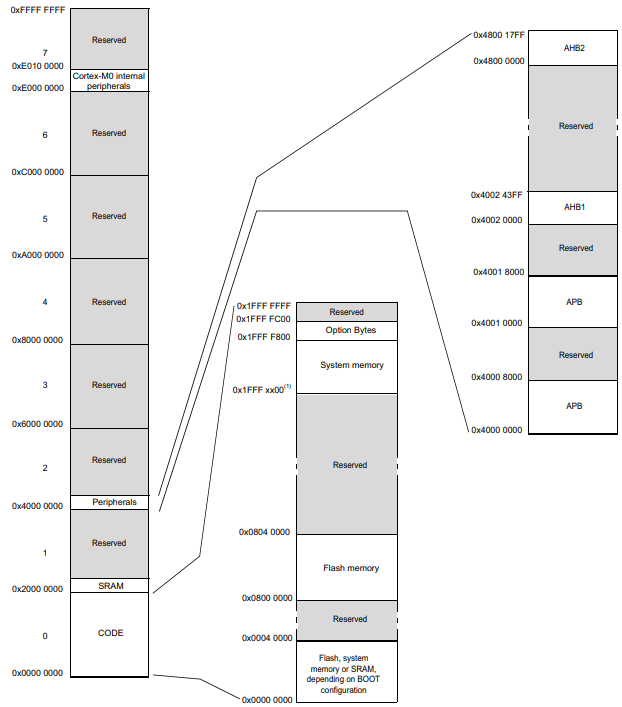 0xFFFF FFFF
Reserved
7
0xE010 0000
Cortex-M0 internal
peripherals
0xE000 0000
6
Reserved
0xC000 0000
5
Reserved
0xA000 0000
4
Reserved
0x8000 0000
3
Reserved
0x6000 0000
2
Reserved
Peripherals
0x4000 0000
1
Reserved
SRAM
0x2000 0000
0
CODE
0x0000 0000
0x1FFF FFFF
Reserved
0x1FFF FC00
Option Bytes
0x1FFF F800
System memory
0x1FFF xx00(1)
Reserved
0x0804 0000
Flash memory
0x0800 0000
Reserved
0x0004 0000
Flash, system
memory or SRAM,
depending on BOOT
configuration
0x0000 0000
0x4800 17FF
AHB2
0x4800 0000
Reserved
0x4002 43FF
AHB1
0x4002 0000
Reserved
0x4001 8000
APB
0x4001 0000
Reserved
0x4000 8000
APB
0x4000 0000